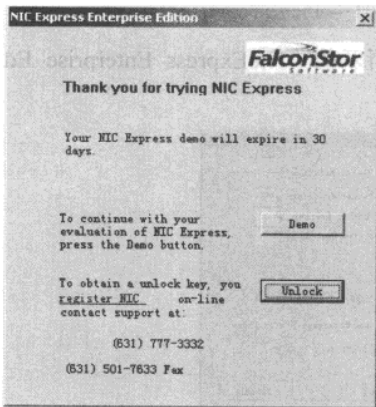 NIC Express Enterprise Edition
FalconStor
Software
Thank you for trying NIC Express
Your NIC Express demo will expire in 30
days.
To continue with your
evaluation of NIC Express,
press the Demo button.
Demo
To obtain a unlock key, you
register NIC on-line
contact support at:
Unlock
(631) 777-3332
(631) 501-7633 Fax